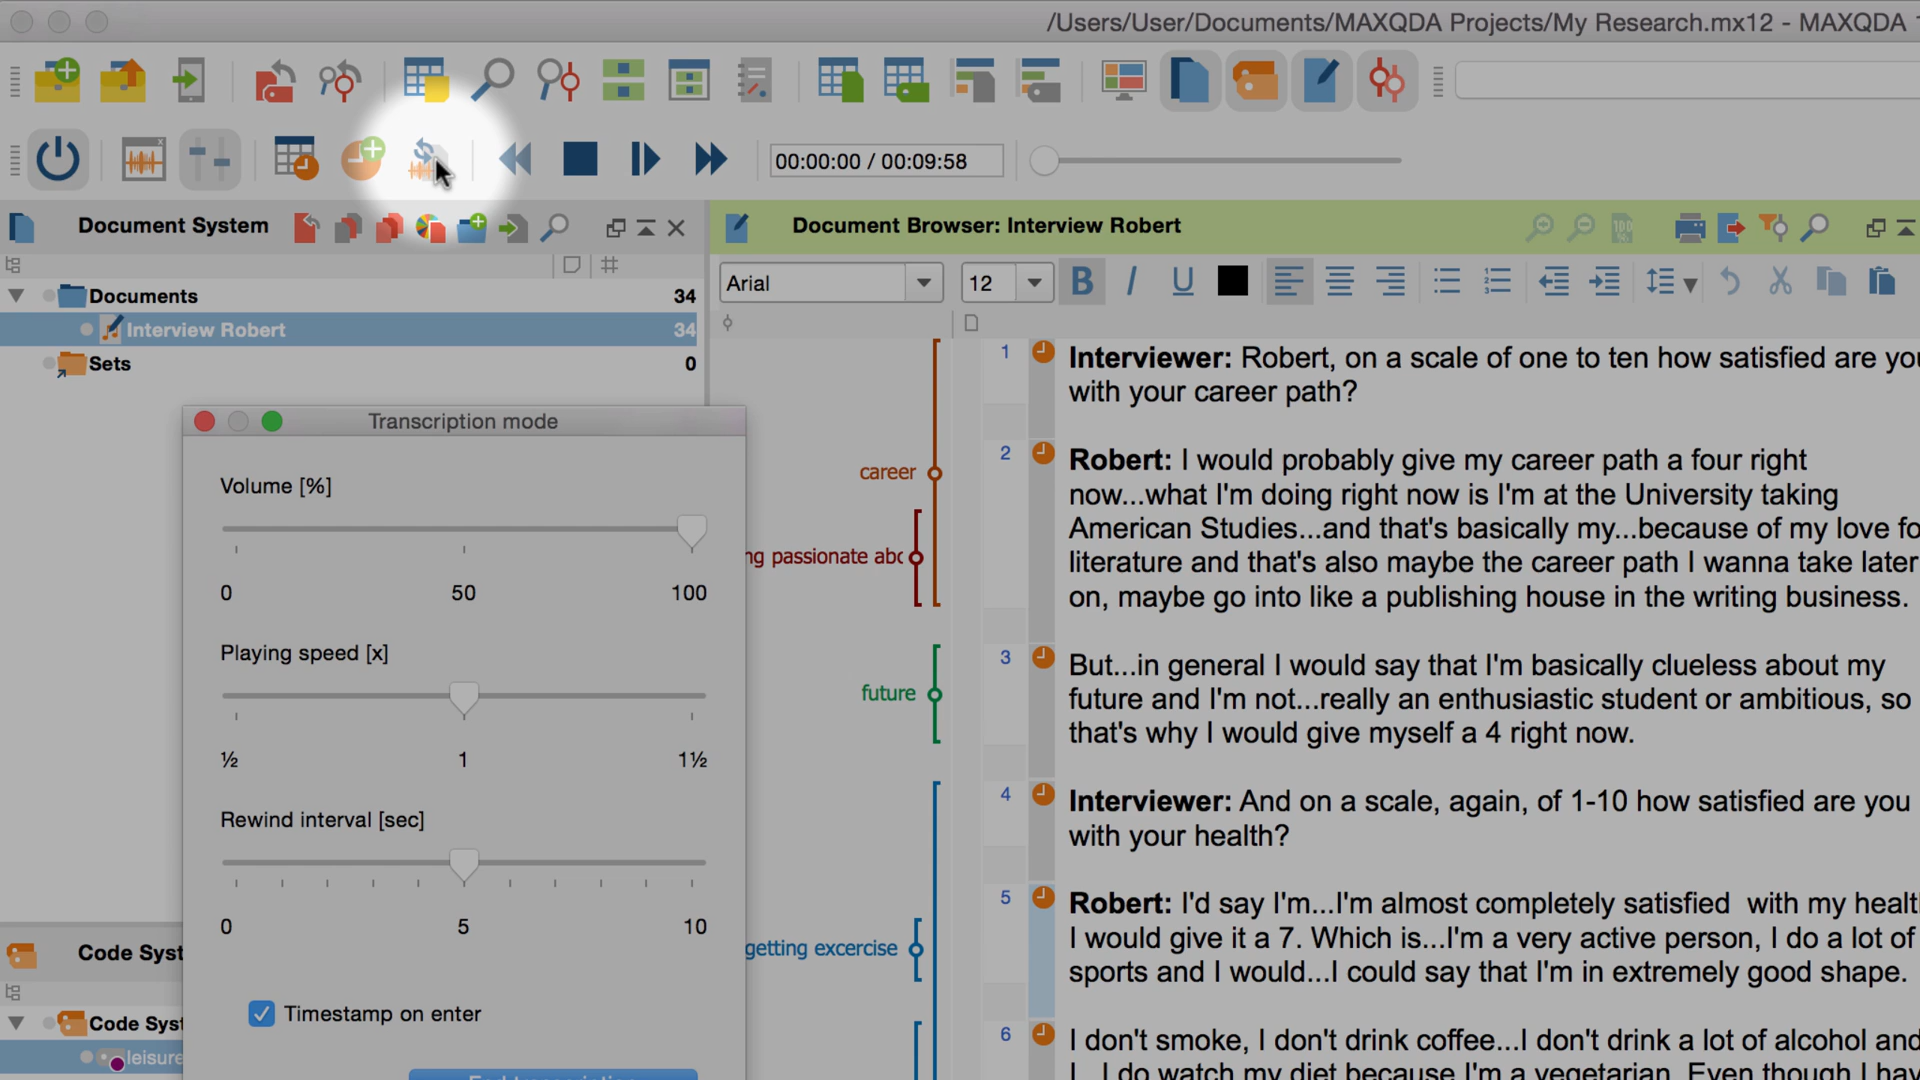 /Users/User/Documents/MAXQDA Projects/My Research.mx12 - MAXQDA
00:00:00 / 00:09:58
Document System
Document Browser: Interview Robert
Arial
12
B I U
Documents 34
Interview Robert 34
Sets 0
1 Interviewer: Robert, on a scale of one to ten how satisfied are you
with your career path?
Transcription mode
Volume [%]
0 50 100
Playing speed [x]
½ 1 1½
Rewind interval [sec]
0 5 10
Timestamp on enter
career
passionate
future
getting excercise
2 Robert: I would probably give my career path a four right
now...what I'm doing right now is I'm at the University taking
American Studies...and that's basically my...because of my love
literature and that's also maybe the career path I wanna take later
on, maybe go into like a publishing house in the writing business.
3 But...in general I would say that I'm basically clueless about my
future and I'm not...really an enthusiastic student or ambitious, so
that's why I would give myself a 4 right now.
4 Interviewer: And on a scale, again, of 1-10 how satisfied are you
with your health?
5 Robert: I'd say I'm...I'm almost completely satisfied with my health
I would give it a 7. Which is...I'm a very active person, I do a lot of
sports and I would...I could say that I'm in extremely good shape.
6 I don't smoke, I don't drink coffee...I don't drink a lot of alcohol and
I...I do watch my diet because I'm a vegetarian. Even though I have
Code Syst
Code Syst
leisure